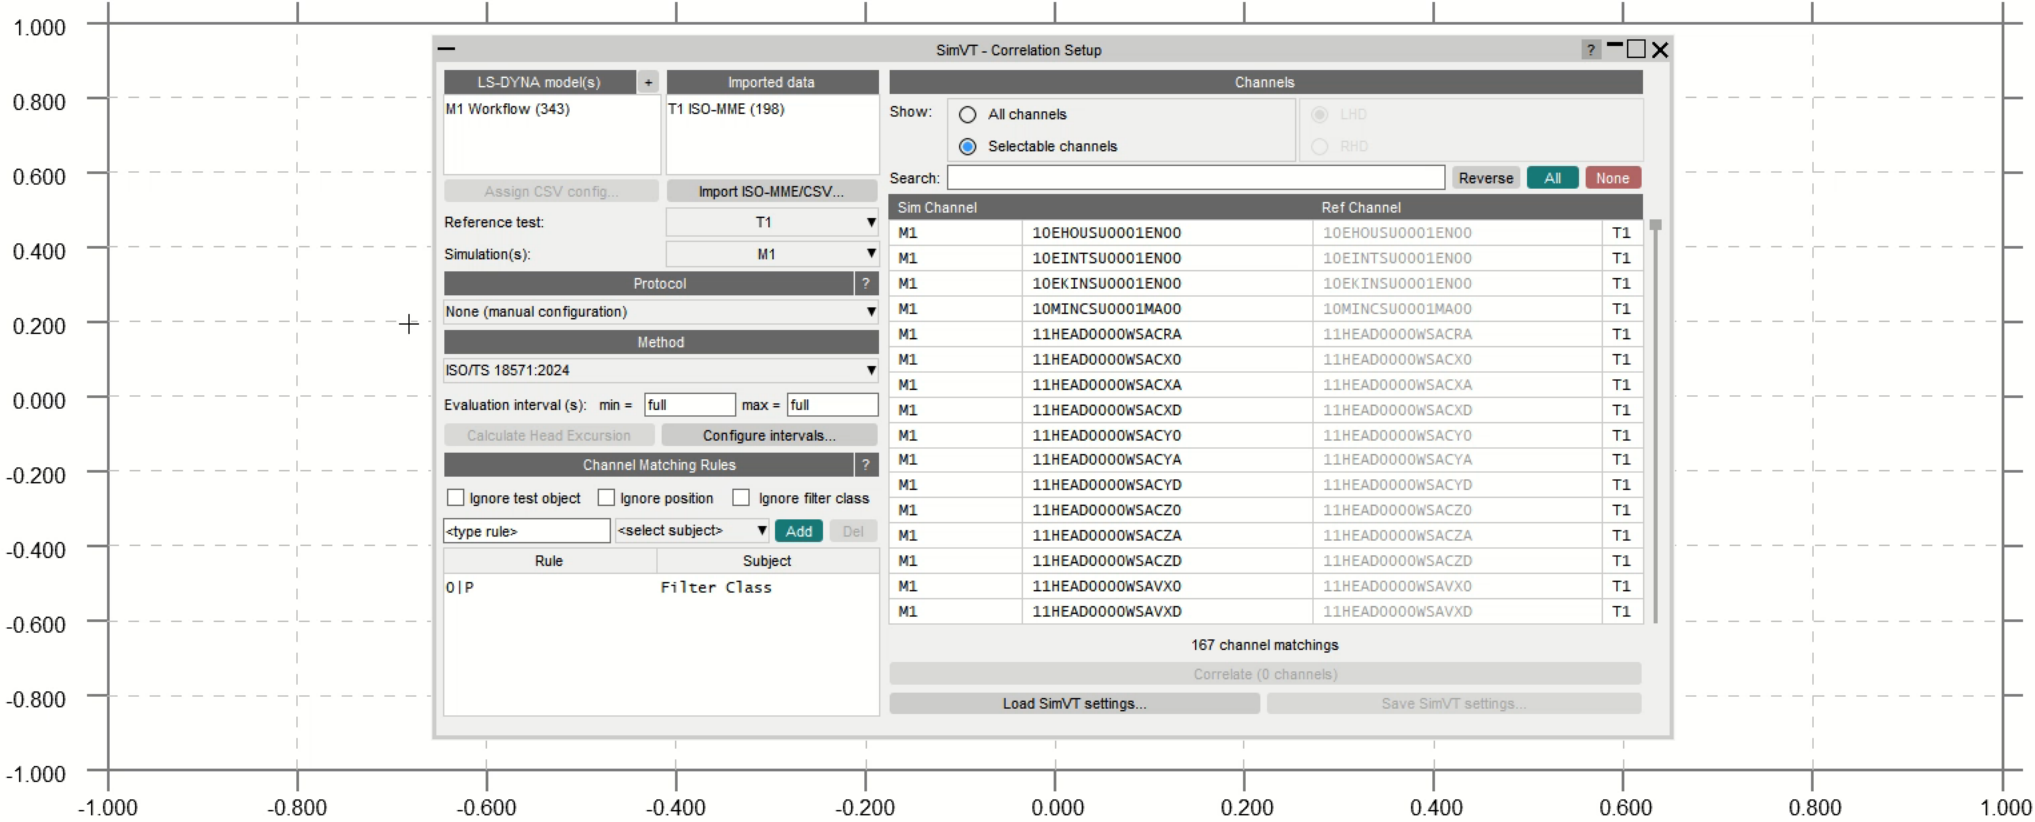 SimVT - Correlation Setup
?
LS-DYNA model(s) +
M1 Workflow (343)
Imported data
T1 ISO-MME (198)
Assign CSV config...
Import ISO-MME/CSV...
Reference test: T1
Simulation(s): M1
Protocol ?
None (manual configuration)
Method
ISO/TS 18571:2024
Evaluation interval (s): min = full max = full
Calculate Head Excursion
Configure intervals...
Channel Matching Rules ?
Ignore test object Ignore position Ignore filter class
<type rule> <select subject> Add Del
Rule Subject
0|P Filter Class
Channels
Show: All channels LHD
Selectable channels RHD
Search: Reverse All None
Sim Channel Ref Channel
M1 10EHOUSU0001EN00 10EHOUSU0001EN00 T1
M1 10EINTSU0001EN00 10EINTSU0001EN00 T1
M1 10EKINSU0001EN00 10EKINSU0001EN00 T1
M1 10MINCSU0001MA00 10MINCSU0001MA00 T1
M1 11HEAD0000WSACRA 11HEAD0000WSACRA T1
M1 11HEAD0000WSACX0 11HEAD0000WSACX0 T1
M1 11HEAD0000WSACXA 11HEAD0000WSACXA T1
M1 11HEAD0000WSACXD 11HEAD0000WSACXD T1
M1 11HEAD0000WSACY0 11HEAD0000WSACY0 T1
M1 11HEAD0000WSACYA 11HEAD0000WSACYA T1
M1 11HEAD0000WSACYD 11HEAD0000WSACYD T1
M1 11HEAD0000WSACZ0 11HEAD0000WSACZ0 T1
M1 11HEAD0000WSACZA 11HEAD0000WSACZA T1
M1 11HEAD0000WSACZD 11HEAD0000WSACZD T1
M1 11HEAD0000WSAVX0 11HEAD0000WSAVX0 T1
M1 11HEAD0000WSAVXD 11HEAD0000WSAVXD T1
167 channel matchings
Correlate (0 channels)
Load SimVT settings...
Save SimVT settings...
1.000
0.800
0.600
0.400
0.200
0.000
-0.200
-0.400
-0.600
-0.800
-1.000
-1.000 -0.800 -0.600 -0.400 -0.200 0.000 0.200 0.400 0.600 0.800 1.000